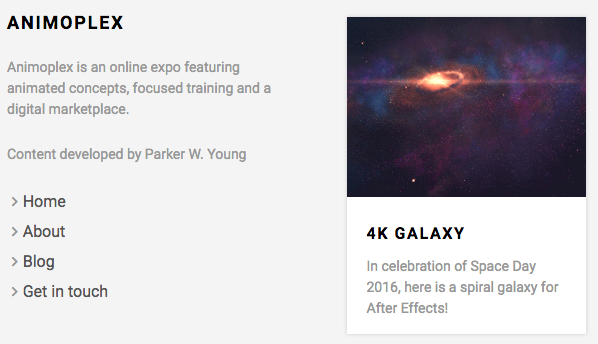 ANIMOPLEX
Animoplex is an online expo featuring
animated concepts, focused training and a
digital marketplace.
Content developed by Parker W. Young
Home
About
Blog
Get in touch
4K GALAXY
In celebration of Space Day
2016, here is a spiral galaxy for
After Effects!